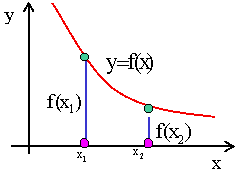 y
y=f(x)
f(x₁)
f(x₂)
x₁
x₂
x